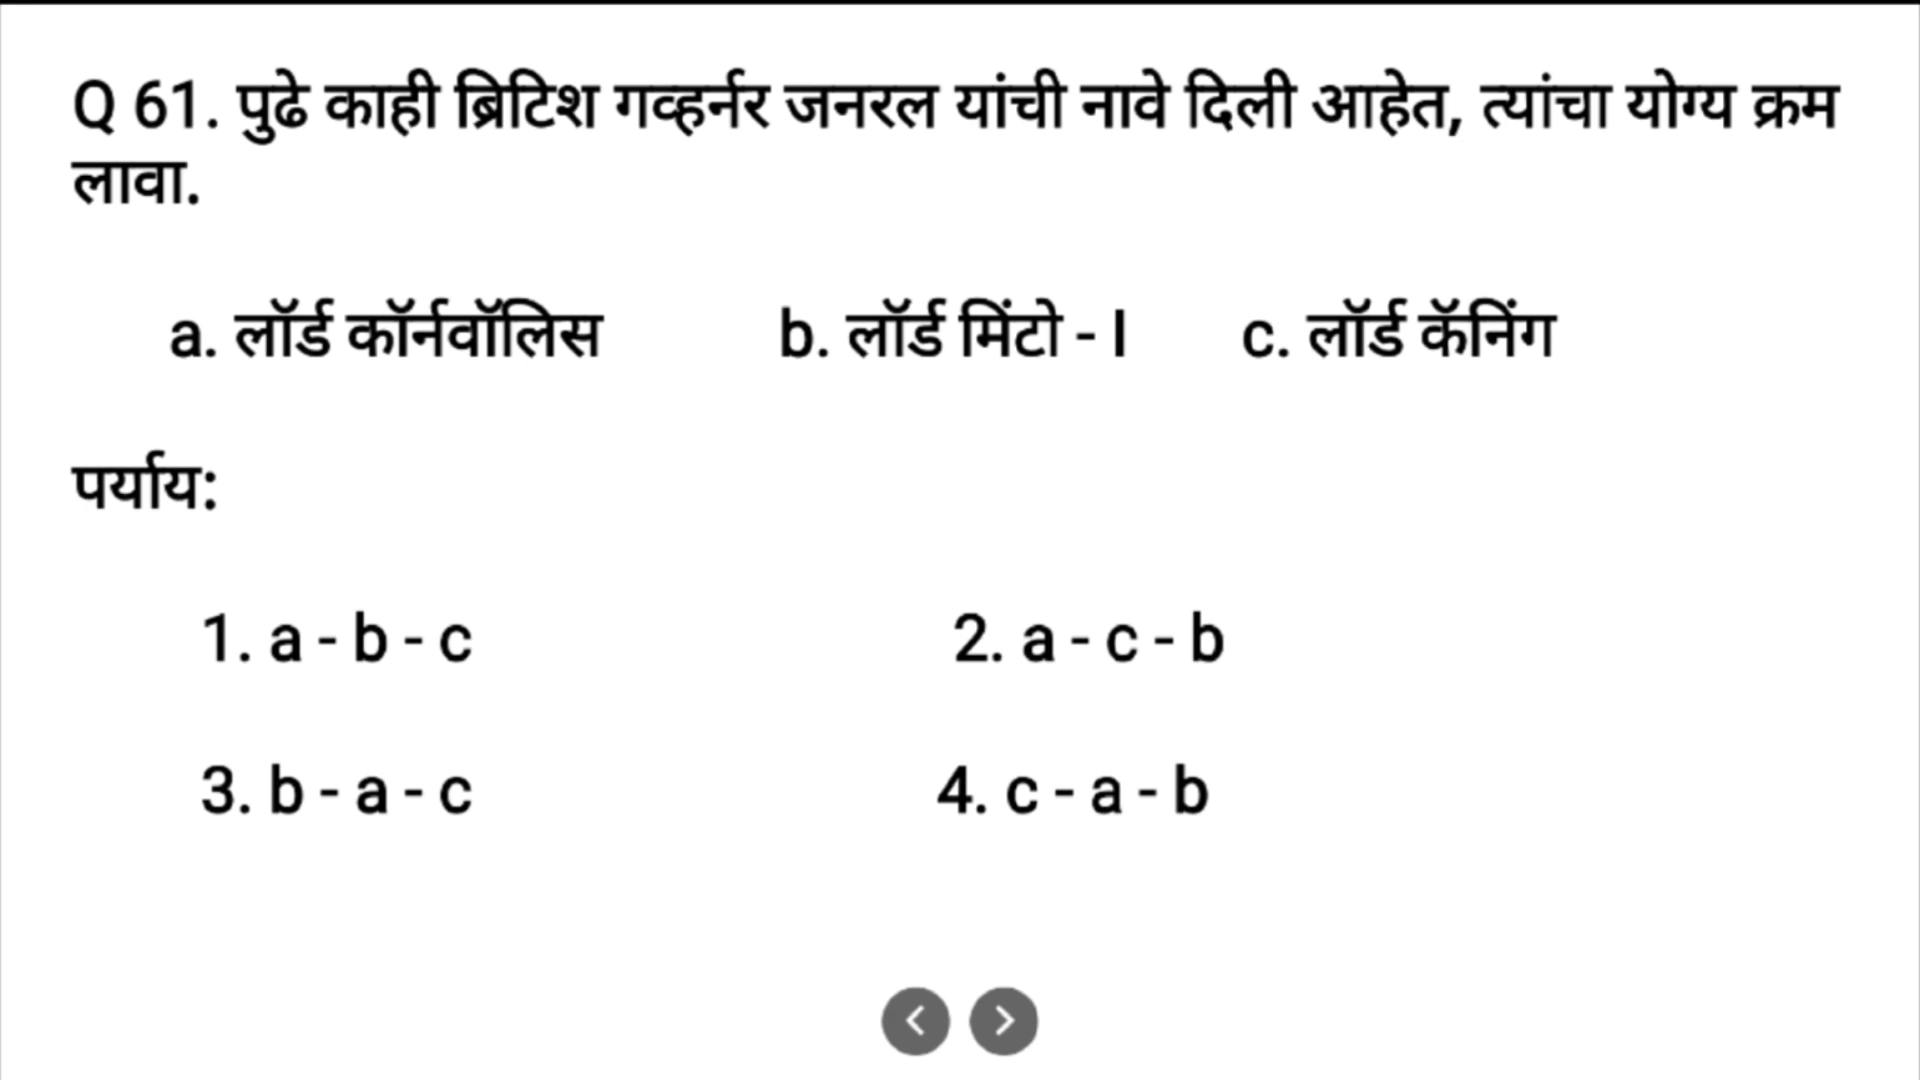 Q 61. पुढे काही ब्रिटिश गव्हर्नर जनरल यांची नावे दिली आहेत, त्यांचा योग्य क्रम
लावा.
a. लॉर्ड कॉर्नवॉलिस b. लॉर्ड मिंटो - I c. लॉर्ड कॅनिंग
पर्याय:
1. a - b - c 2. a - c - b
3. b - a - c 4. c - a - b